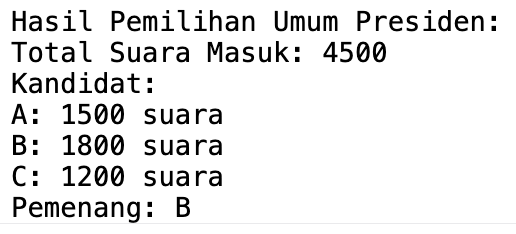 Hasil Pemilihan Umum Presiden:
Total Suara Masuk: 4500
Kandidat:
A: 1500 suara
B: 1800 suara
C: 1200 suara
Pemenang: B